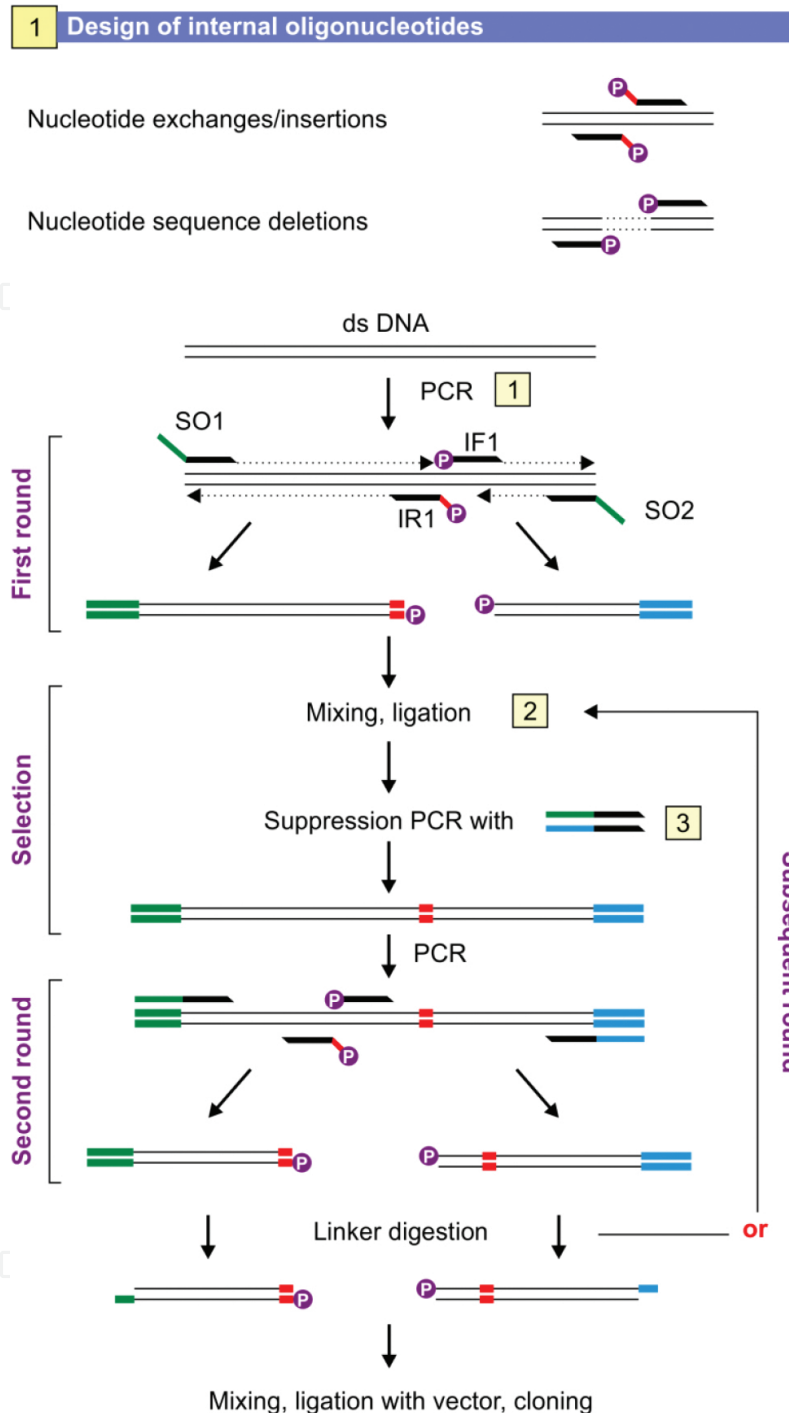 1 Design of internal oligonucleotides
P
Nucleotide exchanges/insertions
P
P
Nucleotide sequence deletions
P
ds DNA
PCR 1
SO1
IF1
P
IR1
P
SO2
First round
P
P
Mixing, ligation 2
Selection
Suppression PCR with 3
Subsequent round
PCR
P
P
Second round
P
P
Linker digestion
or
P
P
Mixing, ligation with vector, cloning